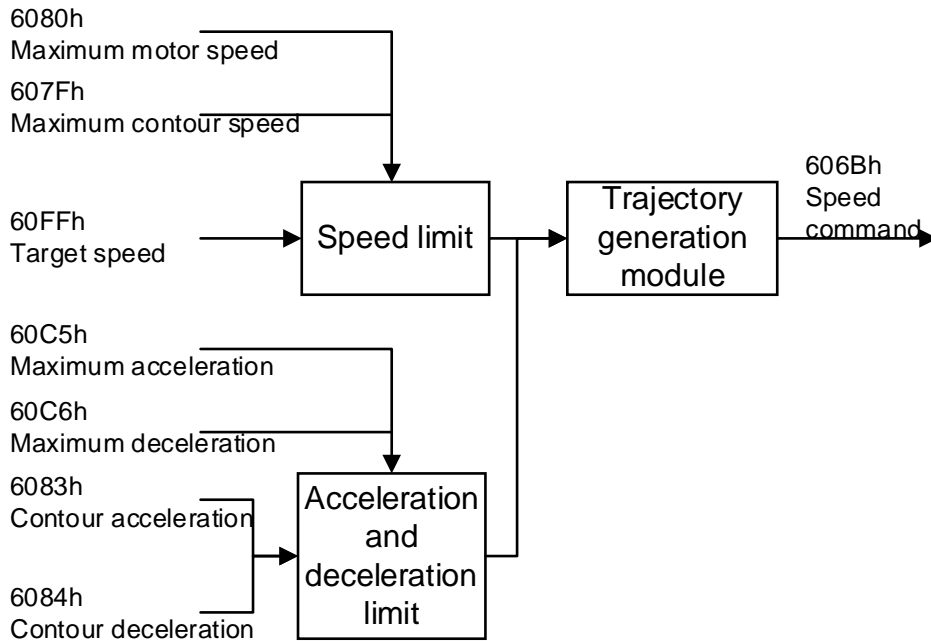 6080h
Maximum motor speed
607Fh
Maximum contour speed
60FFh
Target speed
Speed limit
Trajectory
generation
module
606Bh
Speed
command
60C5h
Maximum acceleration
60C6h
Maximum deceleration
6083h
Contour acceleration
6084h
Contour deceleration
Acceleration
and
deceleration
limit